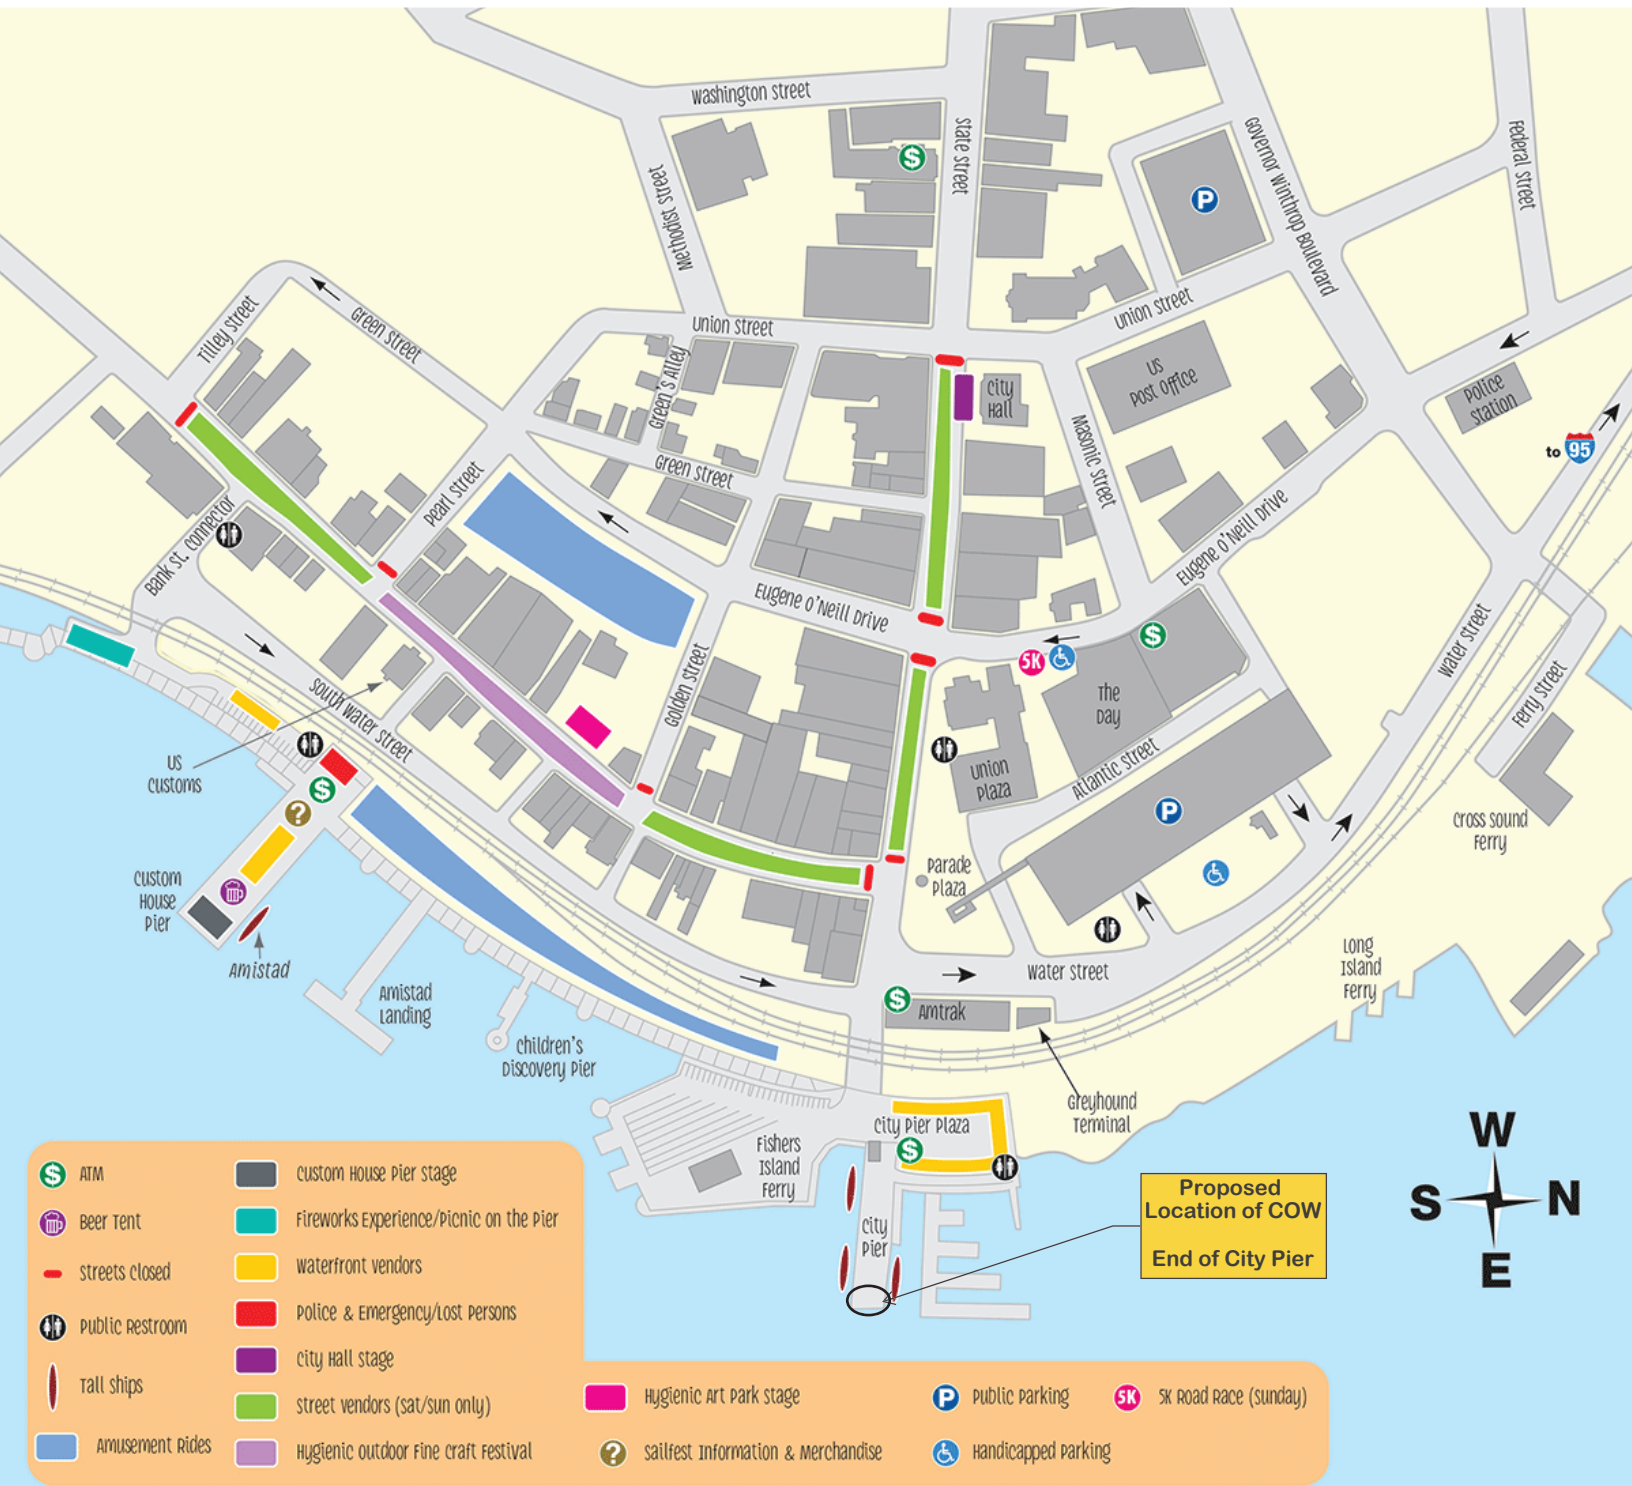 Washington street
State street
Governor Winthrop Boulevard
Federal Street
Methodist Street
$
P
Tilley Street
Green Street
Union Street
Union Street
Green's Alley
City
Hall
US
Post Office
Police
Station
to 95
Masonic Street
Pearl Street
Green Street
Bank St. Connector
Eugene O'Neill Drive
Eugene O'Neill Drive
$
5K
Water Street
Ferry Street
Golden Street
South Water Street
The
Day
US
Customs
Union
Plaza
Atlantic Street
P
$
?
Cross Sound
Ferry
Custom
House
Pier
Parade
Plaza
Amistad
Amistad
Landing
Long
Island
Ferry
Water Street
$
Amtrak
Children's
Discovery Pier
Greyhound
Terminal
City Pier Plaza
$
Fishers
Island
Ferry
City
Pier
Proposed
Location of COW
End of City Pier
W
S
N
E
$ ATM
Beer Tent
Streets Closed
Public Restroom
Tall Ships
Amusement Rides
Custom House Pier Stage
Fireworks Experience/Picnic on the Pier
Waterfront Vendors
Police & Emergency/Lost Persons
City Hall Stage
Street Vendors (Sat/Sun only)
Hygienic Outdoor Fine Craft Festival
Hygienic Art Park Stage
? Sailfest Information & Merchandise
P Public Parking
Handicapped Parking
5K 5K Road Race (Sunday)